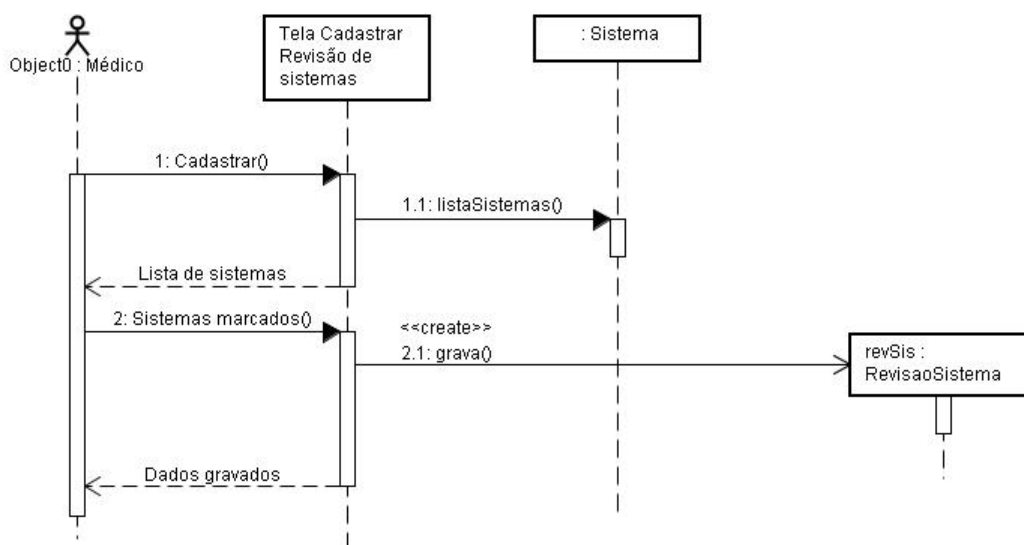 Object0 : Médico
Tela Cadastrar
Revisão de
sistemas
: Sistema
1: Cadastrar()
1.1: listaSistemas()
Lista de sistemas
2: Sistemas marcados()
<<create>>
2.1: grava()
revSis :
RevisaoSistema
Dados gravados